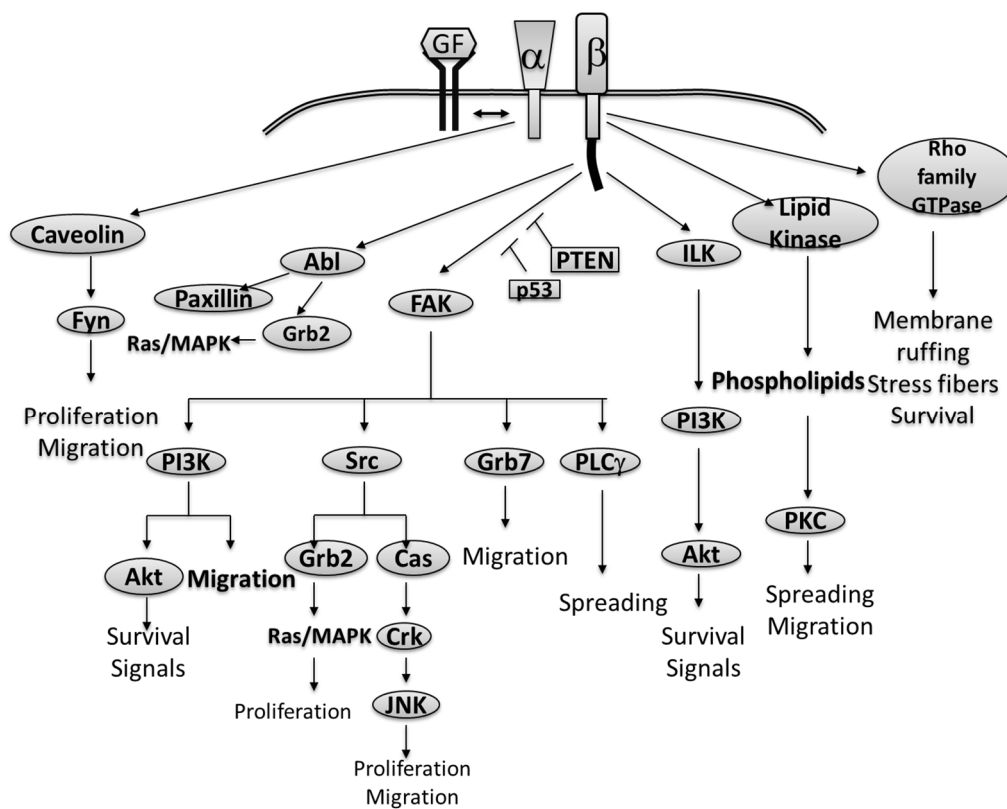 GF
α
β
Rho
family
GTPase
Caveolin
Lipid
Kinase
Abl
PTEN
ILK
Paxillin
p53
FAK
Fyn
Grb2
Ras/MAPK
Membrane
ruffing
Stress fibers
Survival
Phospholipids
Proliferation
Migration
PI3K
PI3K
Src
Grb7
PLCγ
PKC
Akt
Migration
Grb2
Cas
Migration
Akt
Spreading
Spreading
Migration
Survival
Signals
Ras/MAPK
Crk
Survival
Signals
Proliferation
JNK
Proliferation
Migration